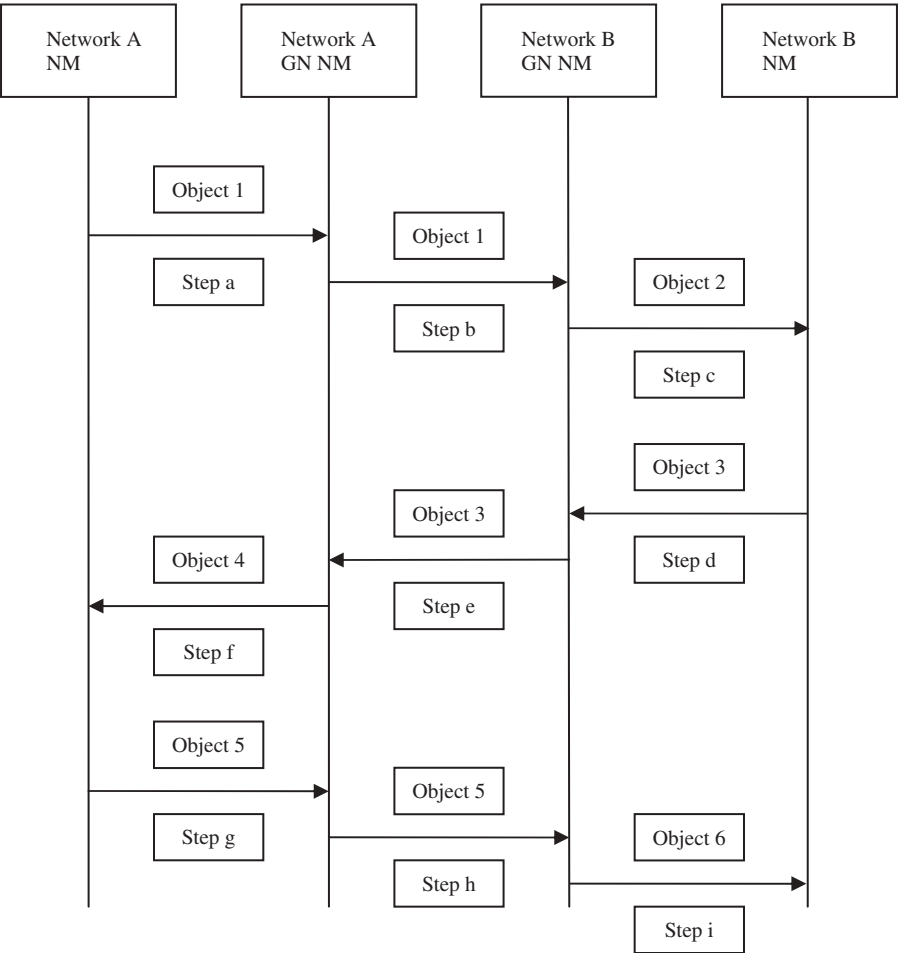 Network A
NM
Network A
GN NM
Network B
GN NM
Network B
NM
Object 1
Step a
Object 1
Step b
Object 2
Step c
Object 3
Step d
Object 3
Step e
Object 4
Step f
Object 5
Step g
Object 5
Step h
Object 6
Step i